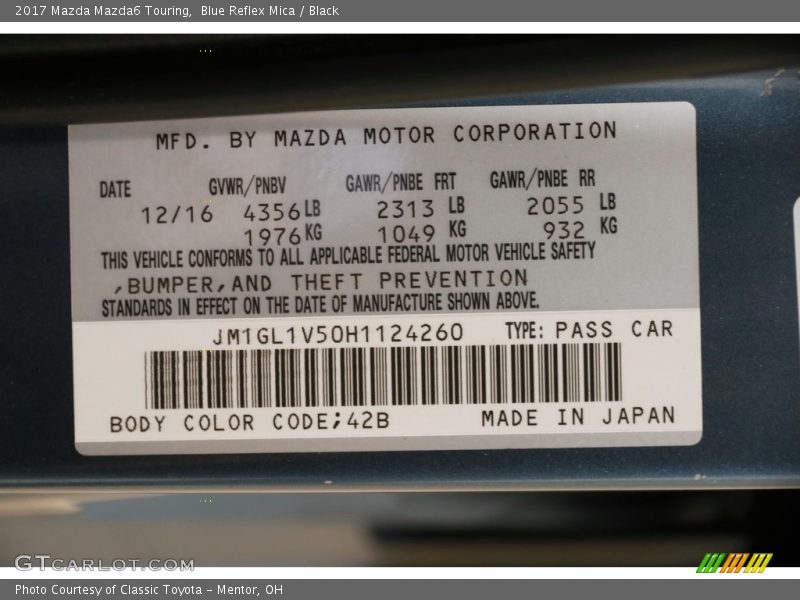 2017 Mazda Mazda6 Touring, Blue Reflex Mica / Black
MFD. BY MAZDA MOTOR CORPORATION
DATE GVWR/PNBV GAWR/PNBE FRT GAWR/PNBE RR
12/16 4356 LB 2313 LB 2055 LB
1976 KG 1049 KG 932 KG
THIS VEHICLE CONFORMS TO ALL APPLICABLE FEDERAL MOTOR VEHICLE SAFETY
,BUMPER,AND THEFT PREVENTION
STANDARDS IN EFFECT ON THE DATE OF MANUFACTURE SHOWN ABOVE.
JM1GL1V50H1124260 TYPE: PASS CAR
BODY COLOR CODE;42B MADE IN JAPAN
GTcarlot.com
Photo Courtesy of Classic Toyota - Mentor, OH